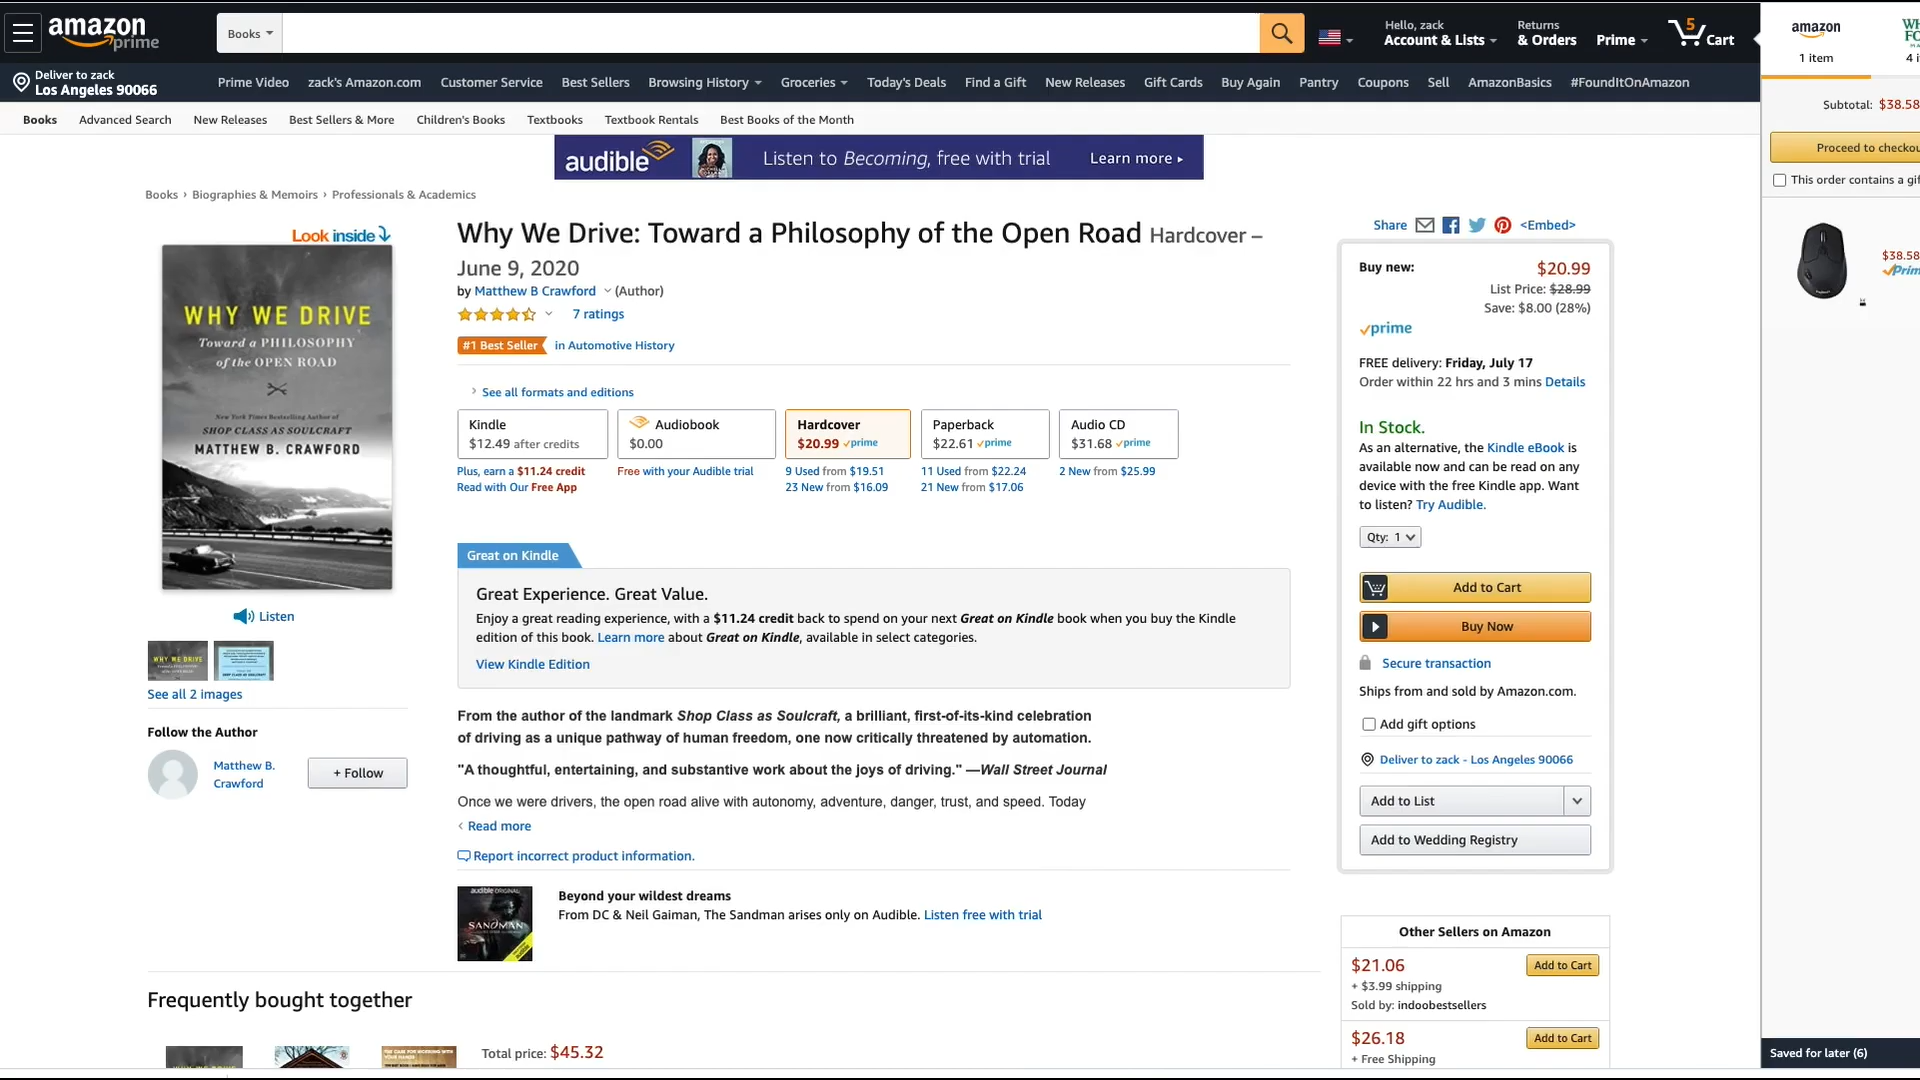 amazon
prime
Books
Hello, zack
Account & Lists
Returns
& Orders
Prime
5
Cart
Deliver to zack
Los Angeles 90066
Prime Video
zack's Amazon.com
Customer Service
Best Sellers
Browsing History
Groceries
Today's Deals
Find a Gift
New Releases
Gift Cards
Buy Again
Pantry
Coupons
Sell
AmazonBasics
#FoundItOnAmazon
Books
Advanced Search
New Releases
Best Sellers & More
Children's Books
Textbooks
Textbook Rentals
Best Books of the Month
audible
Listen to Becoming, free with trial
Learn more ▸
Books › Biographies & Memoirs › Professionals & Academics
Look inside
WHY WE DRIVE
Toward a PHILOSOPHY
of the OPEN ROAD
New York Times Bestselling Author of
SHOP CLASS AS SOULCRAFT
MATTHEW B. CRAWFORD
Listen
See all 2 images
Follow the Author
Matthew B.
Crawford
+ Follow
Why We Drive: Toward a Philosophy of the Open Road Hardcover –
June 9, 2020
by Matthew B Crawford (Author)
7 ratings
#1 Best Seller in Automotive History
› See all formats and editions
Kindle
$12.49 after credits
Plus, earn a $11.24 credit
Read with Our Free App
Audiobook
$0.00
Free with your Audible trial
Hardcover
$20.99 prime
9 Used from $19.51
23 New from $16.09
Paperback
$22.61 prime
11 Used from $22.24
21 New from $17.06
Audio CD
$31.68 prime
2 New from $25.99
Great on Kindle
Great Experience. Great Value.
Enjoy a great reading experience, with a $11.24 credit back to spend on your next Great on Kindle book when you buy the Kindle
edition of this book. Learn more about Great on Kindle, available in select categories.
View Kindle Edition
From the author of the landmark Shop Class as Soulcraft, a brilliant, first-of-its-kind celebration
of driving as a unique pathway of human freedom, one now critically threatened by automation.
"A thoughtful, entertaining, and substantive work about the joys of driving." —Wall Street Journal
Once we were drivers, the open road alive with autonomy, adventure, danger, trust, and speed. Today
‹ Read more
Report incorrect product information.
audible ORIGINAL
SANDMAN
Beyond your wildest dreams
From DC & Neil Gaiman, The Sandman arises only on Audible. Listen free with trial
Frequently bought together
Total price: $45.32
Share
<Embed>
Buy new:
$20.99
List Price: $28.99
Save: $8.00 (28%)
prime
FREE delivery: Friday, July 17
Order within 22 hrs and 3 mins Details
In Stock.
As an alternative, the Kindle eBook is
available now and can be read on any
device with the free Kindle app. Want
to listen? Try Audible.
Qty: 1
Add to Cart
Buy Now
Secure transaction
Ships from and sold by Amazon.com.
Add gift options
Deliver to zack - Los Angeles 90066
Add to List
Add to Wedding Registry
Other Sellers on Amazon
$21.06
Add to Cart
+ $3.99 shipping
Sold by: indoobestsellers
$26.18
Add to Cart
+ Free Shipping
amazon
1 item
WH
FO
4 i
Subtotal: $38.58
Proceed to checkou
This order contains a gif
$38.58
Prim
Saved for later (6)